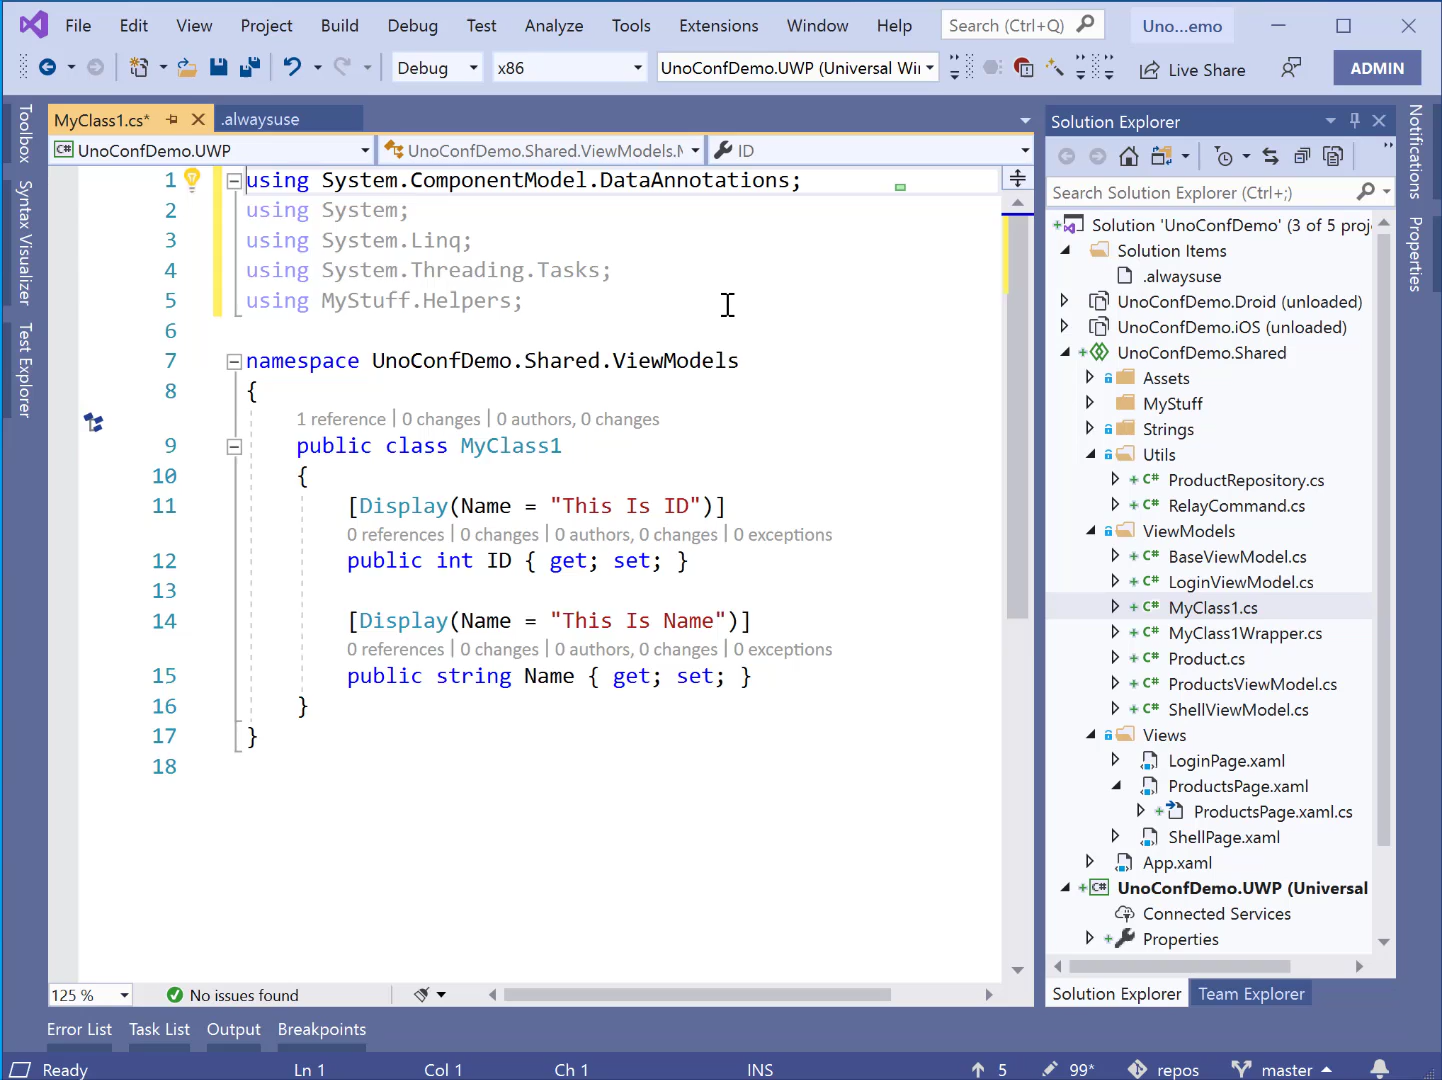 File Edit View Project Build Debug Test Analyze Tools Extensions Window Help Search (Ctrl+Q) Uno...emo
Debug x86 UnoConfDemo.UWP (Universal Wir Live Share ADMIN
Toolbox
Syntax Visualizer
Test Explorer
MyClass1.cs* .alwaysuse
UnoConfDemo.UWP UnoConfDemo.Shared.ViewModels.M ID
1 using System.ComponentModel.DataAnnotations;
2 using System;
3 using System.Linq;
4 using System.Threading.Tasks;
5 using MyStuff.Helpers;
6
7 namespace UnoConfDemo.Shared.ViewModels
8 {
1 reference | 0 changes | 0 authors, 0 changes
9 public class MyClass1
10 {
11 [Display(Name = "This Is ID")]
0 references | 0 changes | 0 authors, 0 changes | 0 exceptions
12 public int ID { get; set; }
13
14 [Display(Name = "This Is Name")]
0 references | 0 changes | 0 authors, 0 changes | 0 exceptions
15 public string Name { get; set; }
16 }
17 }
18
125 % No issues found
Solution Explorer
Search Solution Explorer (Ctrl+;)
Solution 'UnoConfDemo' (3 of 5 proj
Solution Items
.alwaysuse
UnoConfDemo.Droid (unloaded)
UnoConfDemo.iOS (unloaded)
UnoConfDemo.Shared
Assets
MyStuff
Strings
Utils
C# ProductRepository.cs
C# RelayCommand.cs
ViewModels
C# BaseViewModel.cs
C# LoginViewModel.cs
C# MyClass1.cs
C# MyClass1Wrapper.cs
C# Product.cs
C# ProductsViewModel.cs
C# ShellViewModel.cs
Views
LoginPage.xaml
ProductsPage.xaml
ProductsPage.xaml.cs
ShellPage.xaml
App.xaml
C# UnoConfDemo.UWP (Universal
Connected Services
Properties
Solution Explorer Team Explorer
Notifications
Properties
Error List Task List Output Breakpoints
Ready Ln 1 Col 1 Ch 1 INS 5 99* repos master